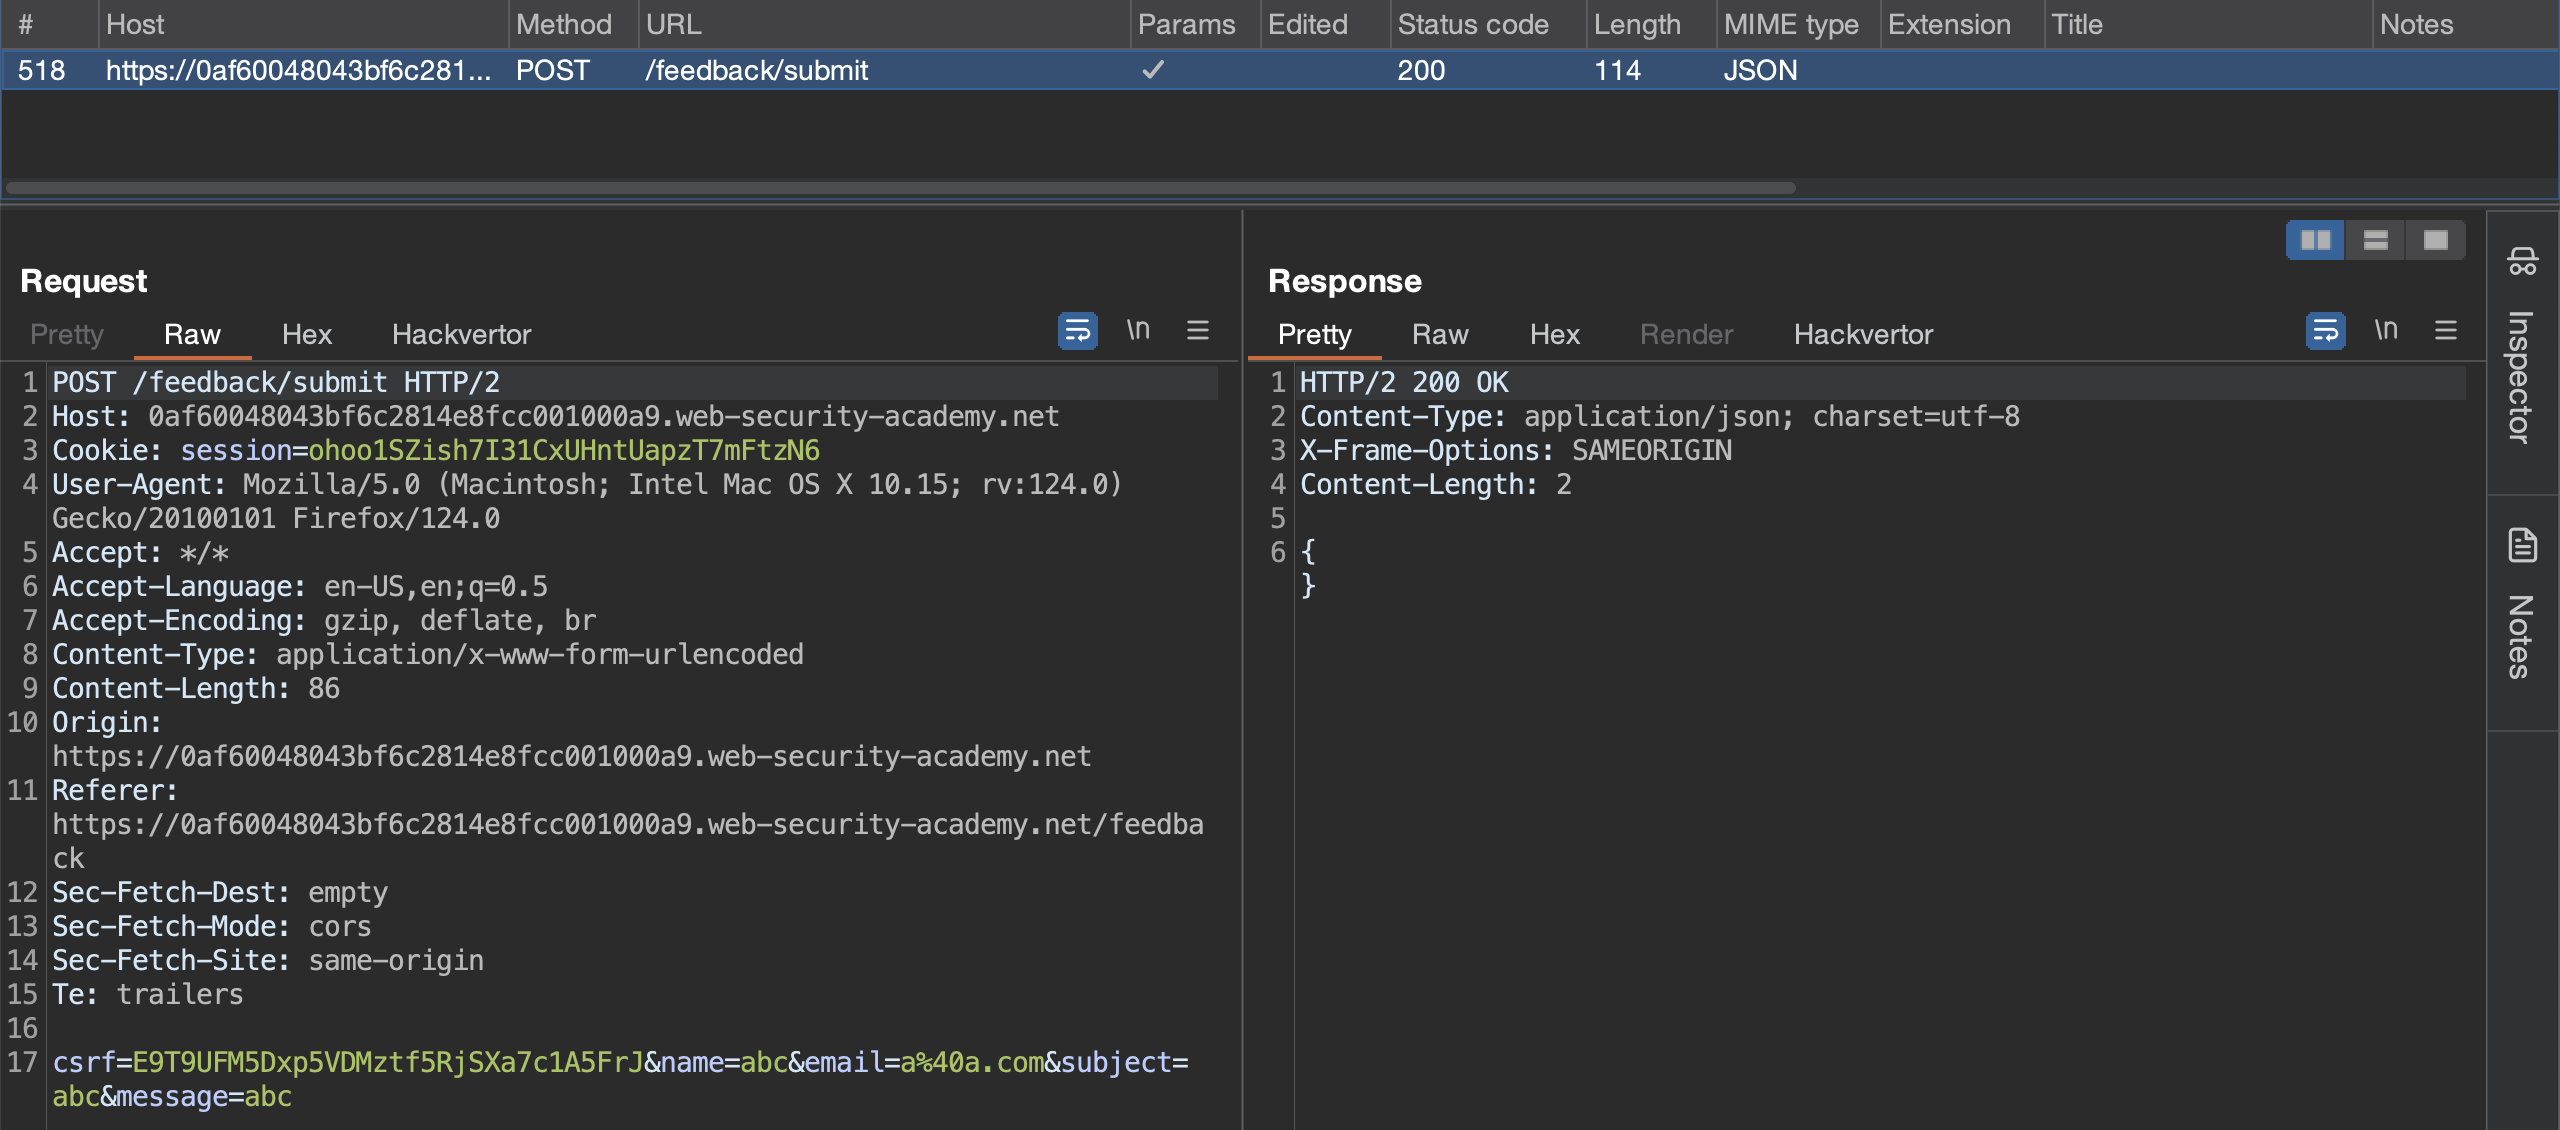 # Host Method URL Params Edited Status code Length MIME type Extension Title Notes
518 https://0af60048043bf6c281... POST /feedback/submit ✓ 200 114 JSON
Request
Pretty Raw Hex Hackvertor \n
1 POST /feedback/submit HTTP/2
2 Host: 0af60048043bf6c2814e8fcc001000a9.web-security-academy.net
3 Cookie: session=ohoo1SZish7I31CxUHntUapzT7mFtzN6
4 User-Agent: Mozilla/5.0 (Macintosh; Intel Mac OS X 10.15; rv:124.0)
Gecko/20100101 Firefox/124.0
5 Accept: */*
6 Accept-Language: en-US,en;q=0.5
7 Accept-Encoding: gzip, deflate, br
8 Content-Type: application/x-www-form-urlencoded
9 Content-Length: 86
10 Origin:
https://0af60048043bf6c2814e8fcc001000a9.web-security-academy.net
11 Referer:
https://0af60048043bf6c2814e8fcc001000a9.web-security-academy.net/feedba
ck
12 Sec-Fetch-Dest: empty
13 Sec-Fetch-Mode: cors
14 Sec-Fetch-Site: same-origin
15 Te: trailers
16
17 csrf=E9T9UFM5Dxp5VDMztf5RjSXa7c1A5FrJ&name=abc&email=a%40a.com&subject=
abc&message=abc
Response
Pretty Raw Hex Render Hackvertor \n
1 HTTP/2 200 OK
2 Content-Type: application/json; charset=utf-8
3 X-Frame-Options: SAMEORIGIN
4 Content-Length: 2
5
6 {
}
Inspector
Notes